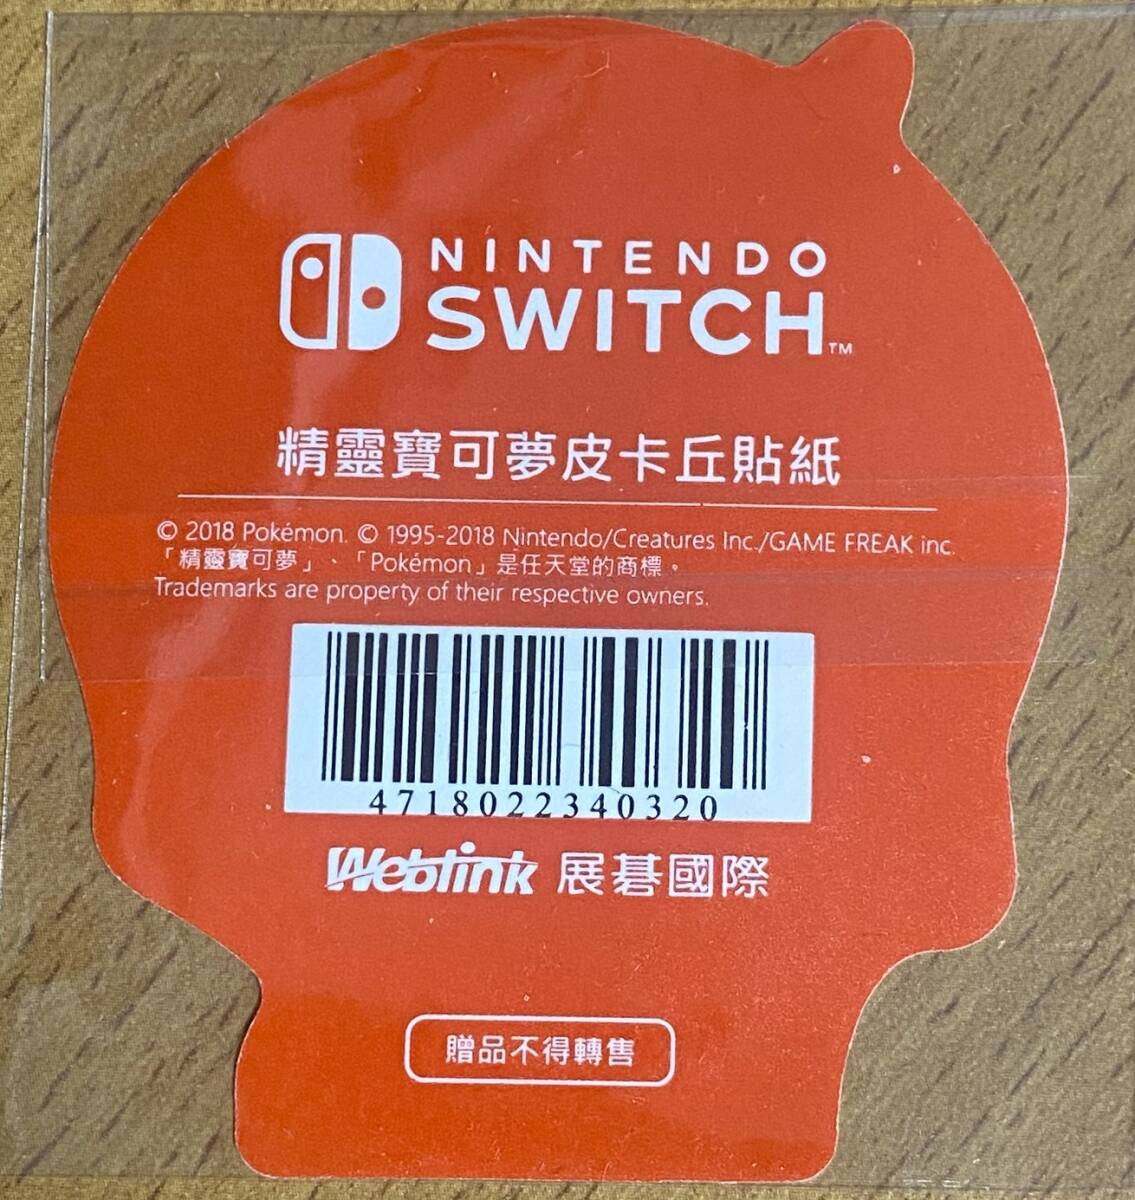 NINTENDO
SWITCH™
精靈寶可夢皮卡丘貼紙
© 2018 Pokémon. © 1995-2018 Nintendo/Creatures Inc./GAME FREAK inc.
「精靈寶可夢」、「Pokémon」是任天堂的商標。
Trademarks are property of their respective owners.
4718022340320
Weblink 展碁國際
贈品不得轉售